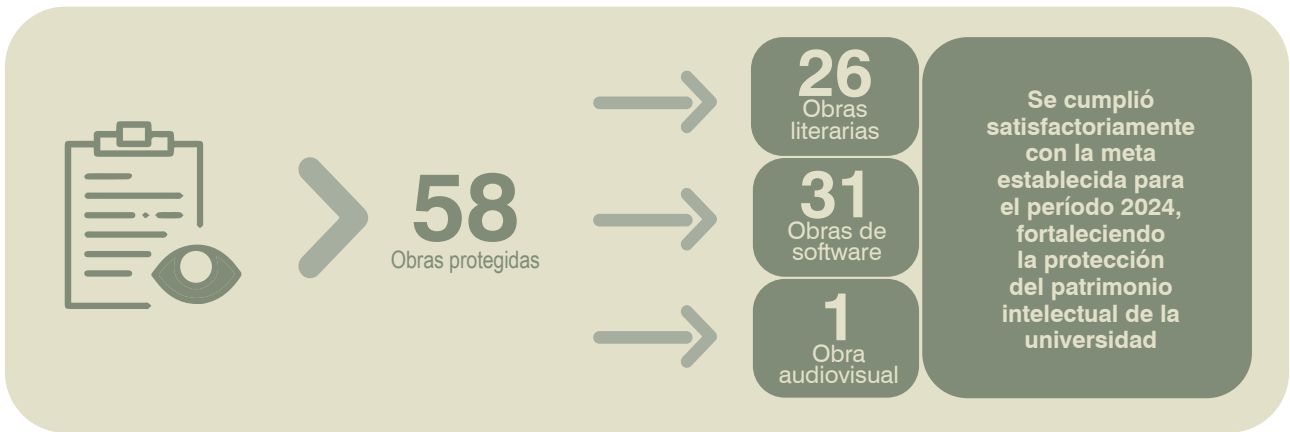 58
Obras protegidas
26
Obras
literarias
31
Obras de
software
1
Obra
audiovisual
Se cumplió
satisfactoriamente
con la meta
establecida para
el período 2024,
fortaleciendo
la protección
del patrimonio
intelectual de la
universidad